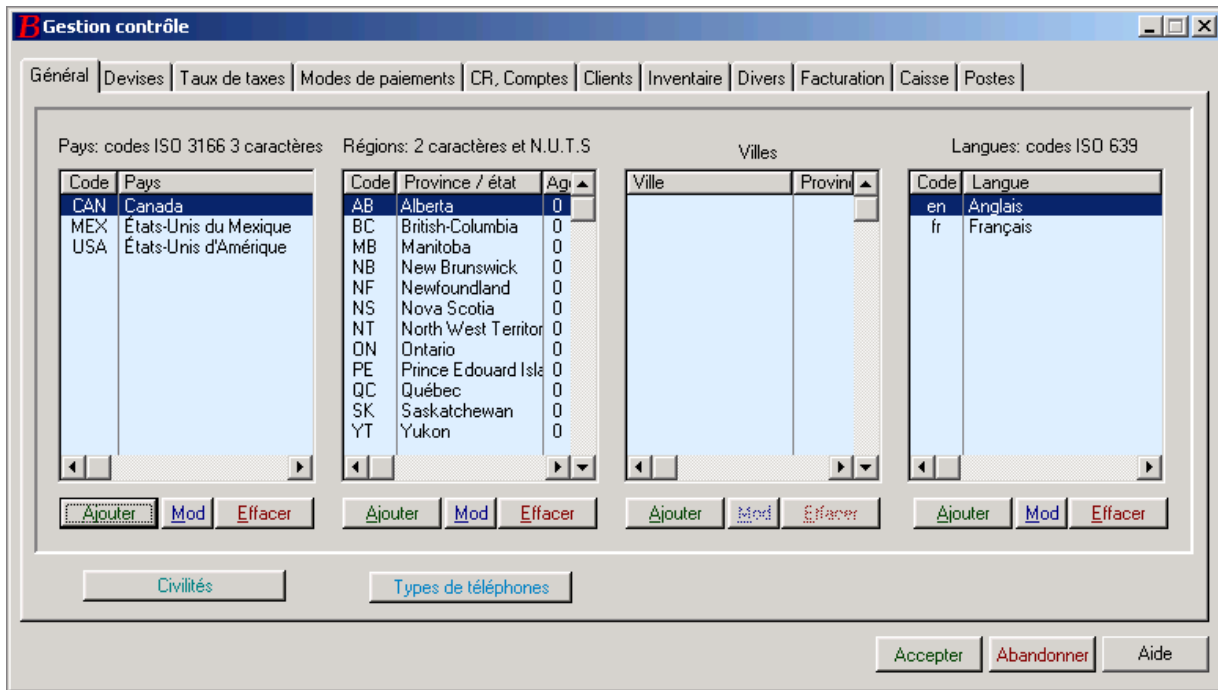 B Gestion contrôle
Général Devises Taux de taxes Modes de paiements CR, Comptes Clients Inventaire Divers Facturation Caisse Postes
Pays: codes ISO 3166 3 caractères
Code Pays
CAN Canada
MEX États-Unis du Mexique
USA États-Unis d'Amérique
Ajouter Mod Effacer
Régions: 2 caractères et N.U.T.S
Code Province / état Ag
AB Alberta 0
BC British-Columbia 0
MB Manitoba 0
NB New Brunswick 0
NF Newfoundland 0
NS Nova Scotia 0
NT North West Territor 0
ON Ontario 0
PE Prince Edouard Isla 0
QC Québec 0
SK Saskatchewan 0
YT Yukon 0
Ajouter Mod Effacer
Villes
Ville Provin
Ajouter Mod Effacer
Langues: codes ISO 639
Code Langue
en Anglais
fr Français
Ajouter Mod Effacer
Civilités Types de téléphones
Accepter Abandonner Aide